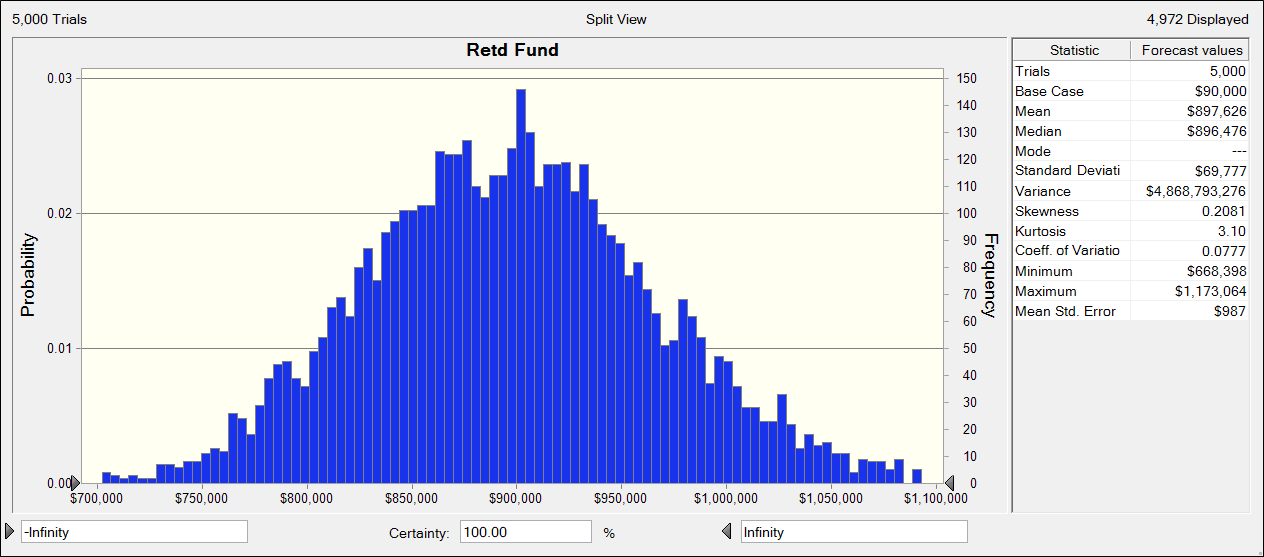 5,000 Trials Split View 4,972 Displayed
Retd Fund
Probability
0.03
0.02
0.01
0.00
150
140
130
120
110
100
90
80
70
60
50
40
30
20
10
0
Frequency
$700,000 $750,000 $800,000 $850,000 $900,000 $950,000 $1,000,000 $1,050,000 $1,100,000
Statistic Forecast values
Trials 5,000
Base Case $90,000
Mean $897,626
Median $896,476
Mode ---
Standard Deviati $69,777
Variance $4,868,793,276
Skewness 0.2081
Kurtosis 3.10
Coeff. of Variatio 0.0777
Minimum $668,398
Maximum $1,173,064
Mean Std. Error $987
-Infinity Certainty: 100.00 % Infinity